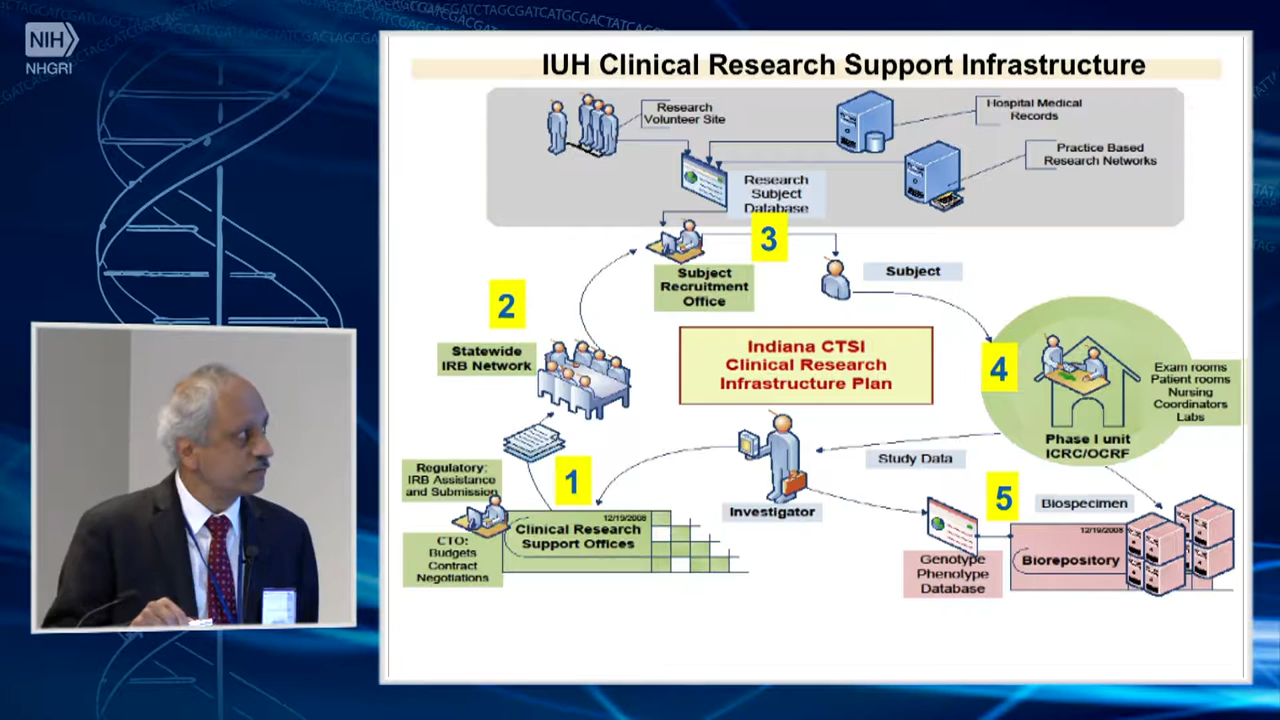 NIH
NHGRI
IUH Clinical Research Support Infrastructure
Research
Volunteer Site
Hospital Medical
Records
Practice Based
Research Networks
Research
Subject
Database
3
Subject
Recruitment
Office
Subject
2
Statewide
IRB Network
Indiana CTSI
Clinical Research
Infrastructure Plan
4
Exam rooms
Patient rooms
Nursing
Coordinators
Labs
Phase I unit
ICRC/OCRF
Study Data
Regulatory:
IRB Assistance
and Submission
1
Investigator
5
Biospecimen
12/19/2008
Clinical Research
Support Offices
CTO:
Budgets
Contract
Negotiations
Genotype
Phenotype
Database
12/19/2008
Biorepository